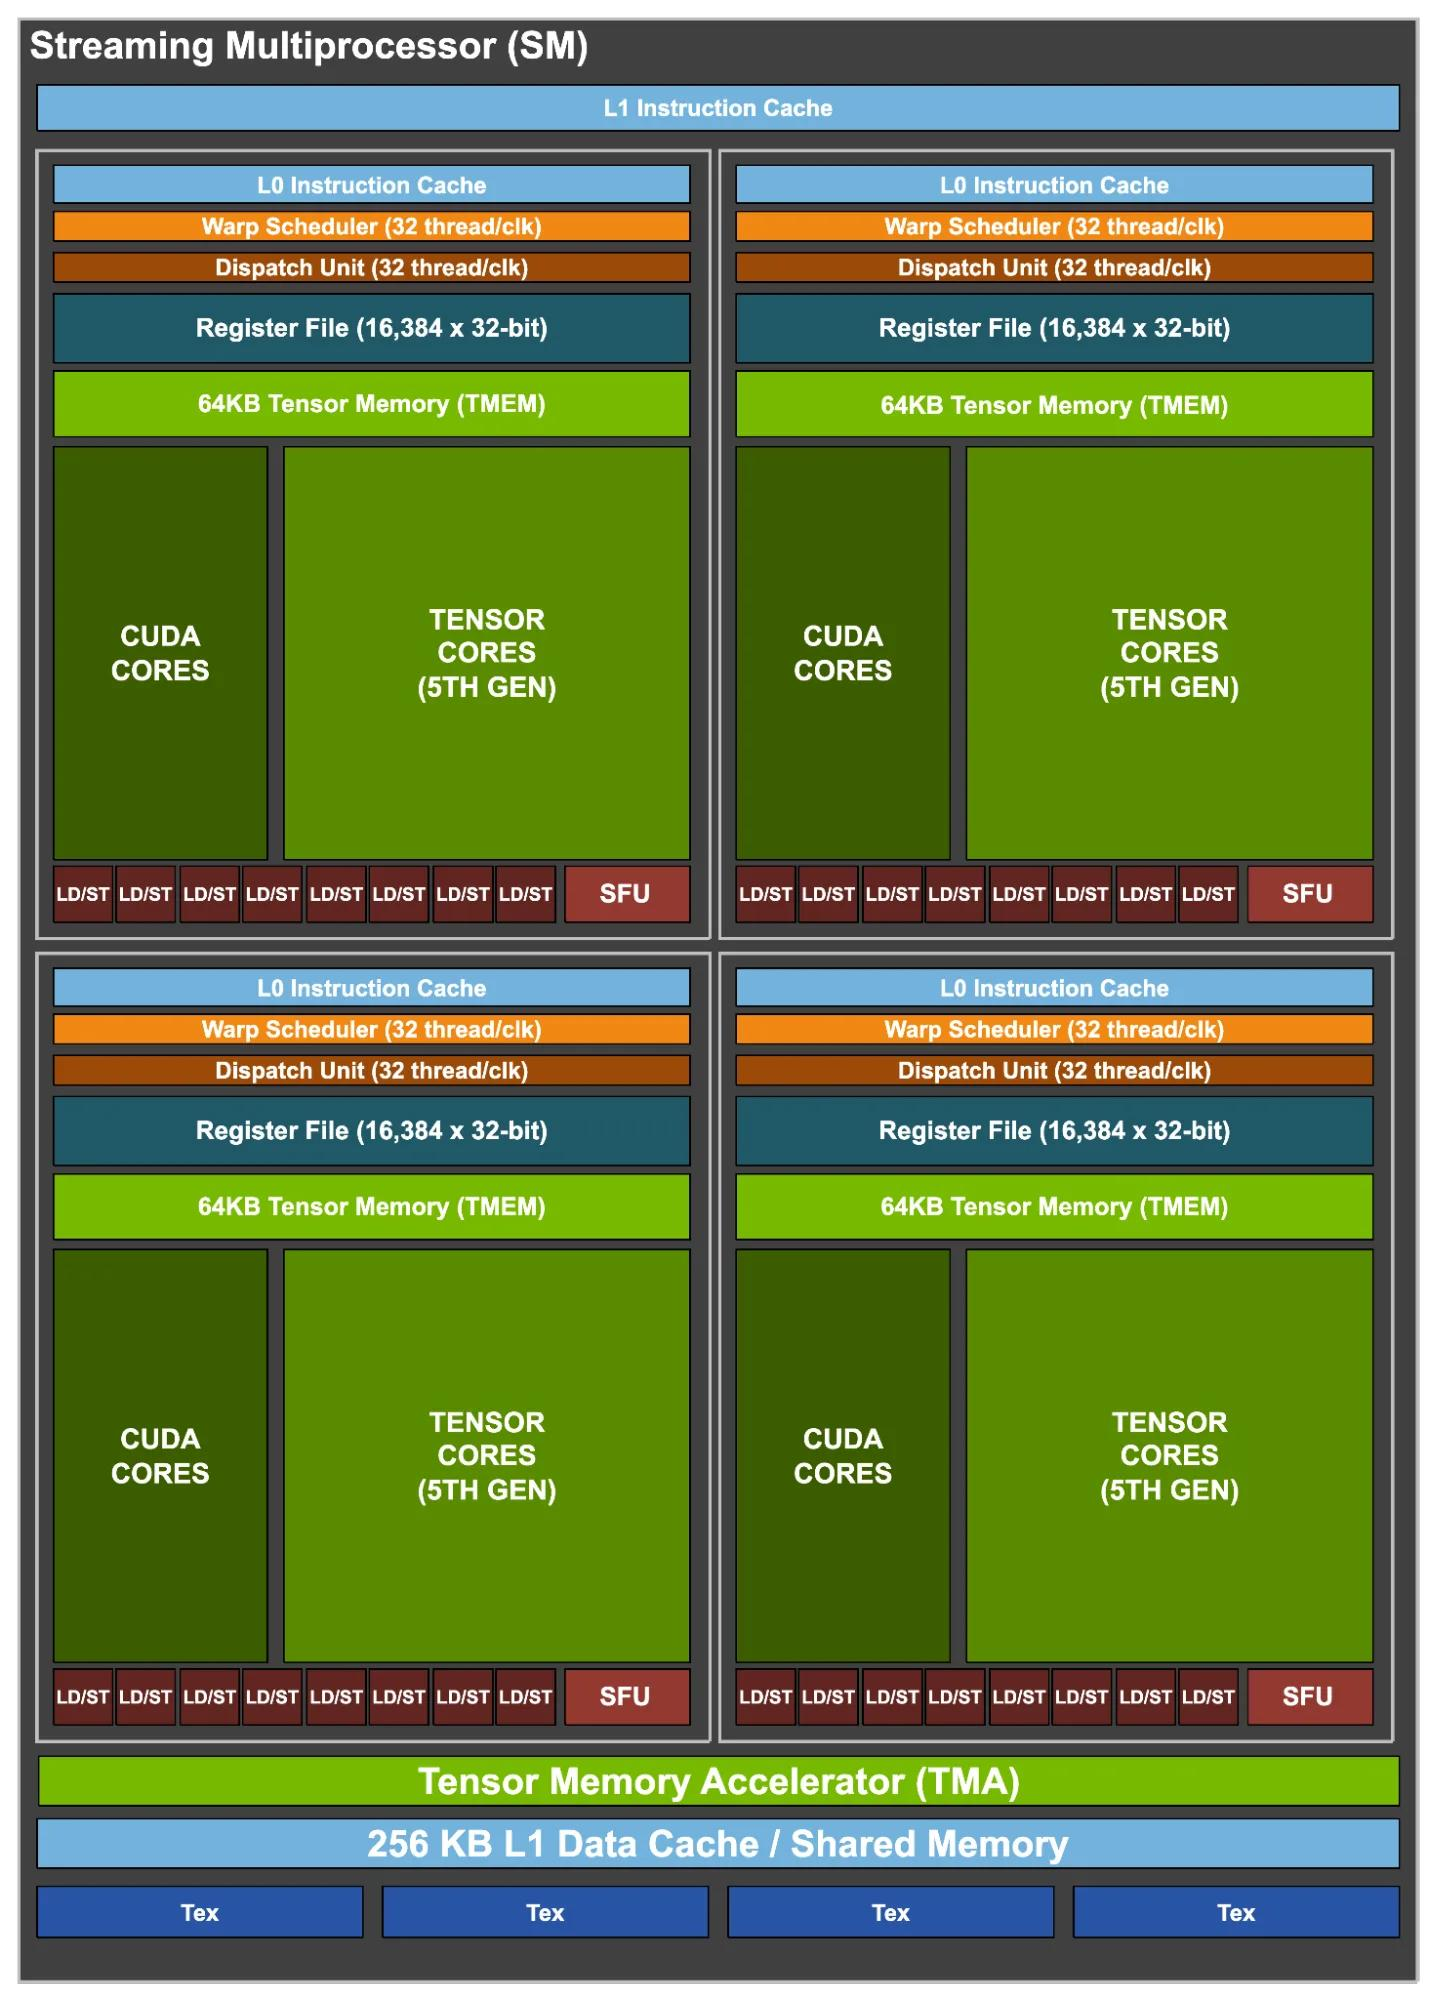 Streaming Multiprocessor (SM)
L1 Instruction Cache
L0 Instruction Cache
Warp Scheduler (32 thread/clk)
Dispatch Unit (32 thread/clk)
Register File (16,384 x 32-bit)
64KB Tensor Memory (TMEM)
CUDA
CORES
TENSOR
CORES
(5TH GEN)
LD/ST LD/ST LD/ST LD/ST LD/ST LD/ST LD/ST LD/ST SFU
L0 Instruction Cache
Warp Scheduler (32 thread/clk)
Dispatch Unit (32 thread/clk)
Register File (16,384 x 32-bit)
64KB Tensor Memory (TMEM)
CUDA
CORES
TENSOR
CORES
(5TH GEN)
LD/ST LD/ST LD/ST LD/ST LD/ST LD/ST LD/ST LD/ST SFU
L0 Instruction Cache
Warp Scheduler (32 thread/clk)
Dispatch Unit (32 thread/clk)
Register File (16,384 x 32-bit)
64KB Tensor Memory (TMEM)
CUDA
CORES
TENSOR
CORES
(5TH GEN)
LD/ST LD/ST LD/ST LD/ST LD/ST LD/ST LD/ST LD/ST SFU
L0 Instruction Cache
Warp Scheduler (32 thread/clk)
Dispatch Unit (32 thread/clk)
Register File (16,384 x 32-bit)
64KB Tensor Memory (TMEM)
CUDA
CORES
TENSOR
CORES
(5TH GEN)
LD/ST LD/ST LD/ST LD/ST LD/ST LD/ST LD/ST LD/ST SFU
Tensor Memory Accelerator (TMA)
256 KB L1 Data Cache / Shared Memory
Tex Tex Tex Tex